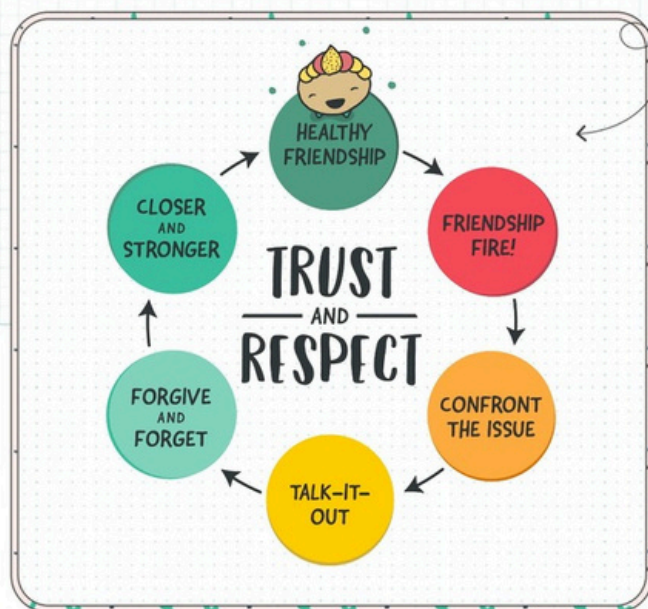 HEALTHY
FRIENDSHIP
FRIENDSHIP
FIRE!
CONFRONT
THE ISSUE
TALK-IT-
OUT
FORGIVE
AND
FORGET
CLOSER
AND
STRONGER
TRUST
AND
RESPECT